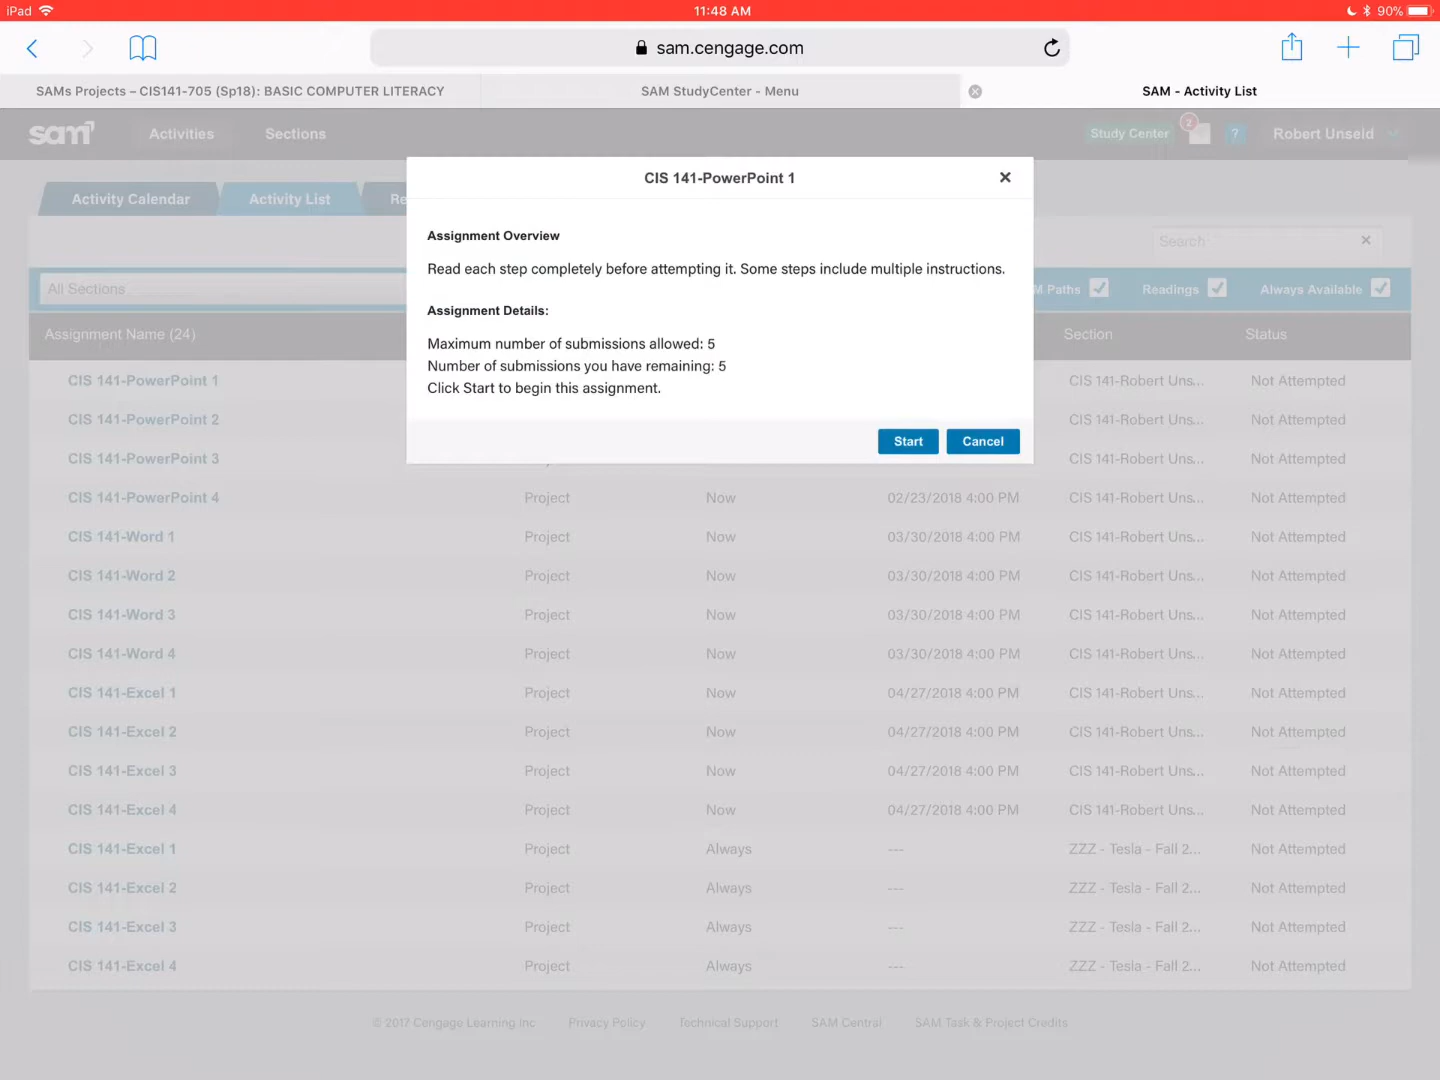 iPad 11:48 AM 90%
sam.cengage.com
SAMs Projects – CIS141-705 (Sp18): BASIC COMPUTER LITERACY SAM StudyCenter - Menu SAM - Activity List
sam Activities Sections Study Center 2 ? Robert Unseld
Activity Calendar Activity List Re
Search
All Sections M Paths Readings Always Available
Assignment Name (24) Section Status
CIS 141-PowerPoint 1
Assignment Overview
Read each step completely before attempting it. Some steps include multiple instructions.
Assignment Details:
Maximum number of submissions allowed: 5
Number of submissions you have remaining: 5
Click Start to begin this assignment.
Start Cancel
CIS 141-PowerPoint 1 CIS 141-Robert Uns... Not Attempted
CIS 141-PowerPoint 2 CIS 141-Robert Uns... Not Attempted
CIS 141-PowerPoint 3 CIS 141-Robert Uns... Not Attempted
CIS 141-PowerPoint 4 Project Now 02/23/2018 4:00 PM CIS 141-Robert Uns... Not Attempted
CIS 141-Word 1 Project Now 03/30/2018 4:00 PM CIS 141-Robert Uns... Not Attempted
CIS 141-Word 2 Project Now 03/30/2018 4:00 PM CIS 141-Robert Uns... Not Attempted
CIS 141-Word 3 Project Now 03/30/2018 4:00 PM CIS 141-Robert Uns... Not Attempted
CIS 141-Word 4 Project Now 03/30/2018 4:00 PM CIS 141-Robert Uns... Not Attempted
CIS 141-Excel 1 Project Now 04/27/2018 4:00 PM CIS 141-Robert Uns... Not Attempted
CIS 141-Excel 2 Project Now 04/27/2018 4:00 PM CIS 141-Robert Uns... Not Attempted
CIS 141-Excel 3 Project Now 04/27/2018 4:00 PM CIS 141-Robert Uns... Not Attempted
CIS 141-Excel 4 Project Now 04/27/2018 4:00 PM CIS 141-Robert Uns... Not Attempted
CIS 141-Excel 1 Project Always --- ZZZ - Tesla - Fall 2... Not Attempted
CIS 141-Excel 2 Project Always --- ZZZ - Tesla - Fall 2... Not Attempted
CIS 141-Excel 3 Project Always --- ZZZ - Tesla - Fall 2... Not Attempted
CIS 141-Excel 4 Project Always --- ZZZ - Tesla - Fall 2... Not Attempted
© 2017 Cengage Learning Inc Privacy Policy Technical Support SAM Central SAM Task & Project Credits